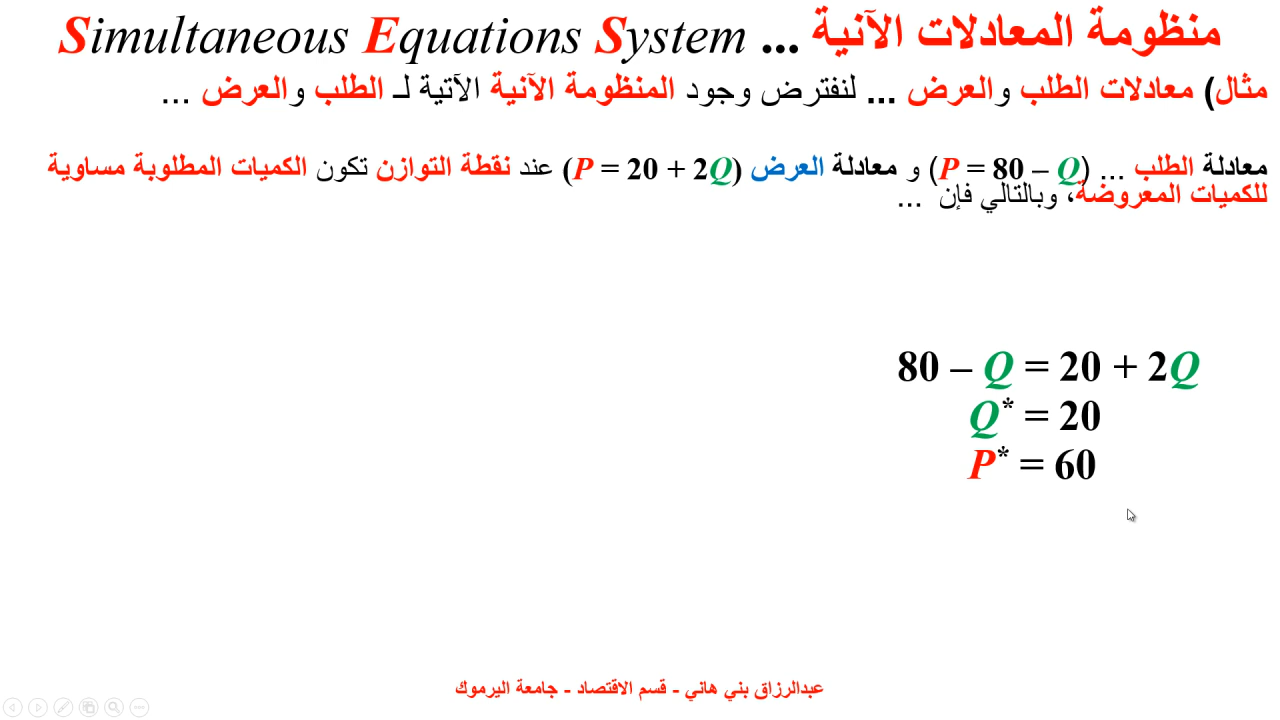 منظومة المعادلات الآنية ... Simultaneous Equations System
مثال) معادلات الطلب والعرض ... لنفترض وجود المنظومة الآنية الآتية لـ الطلب والعرض ...
معادلة الطلب ... (P = 80 – Q) و معادلة العرض (P = 20 + 2Q) عند نقطة التوازن تكون الكميات المطلوبة مساوية
للكميات المعروضة، وبالتالي فإن ...
80 – Q = 20 + 2Q
Q* = 20
P* = 60
عبدالرزاق بني هاني - قسم الاقتصاد - جامعة اليرموك